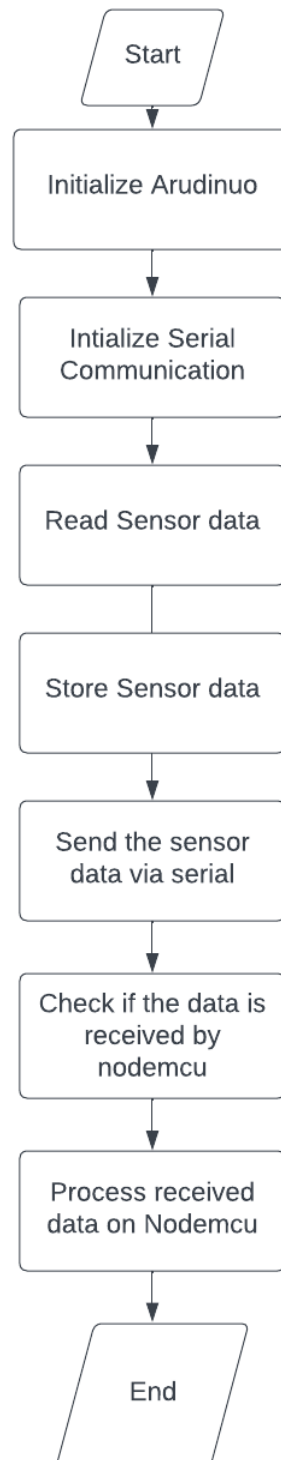 Start
Initialize Arudinuo
Intialize Serial
Communication
Read Sensor data
Store Sensor data
Send the sensor
data via serial
Check if the data is
received by
nodemcu
Process received
data on Nodemcu
End